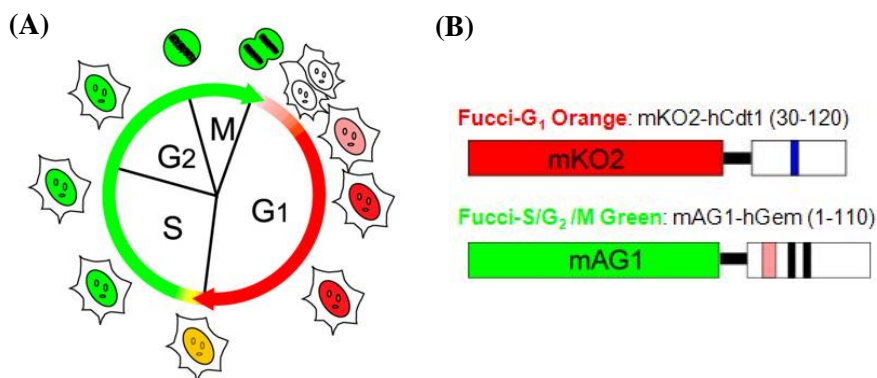 (A)
M
G2
G1
S
(B)
Fucci-G₁ Orange: mKO2-hCdt1 (30-120)
mKO2
Fucci-S/G₂ /M Green: mAG1-hGem (1-110)
mAG1